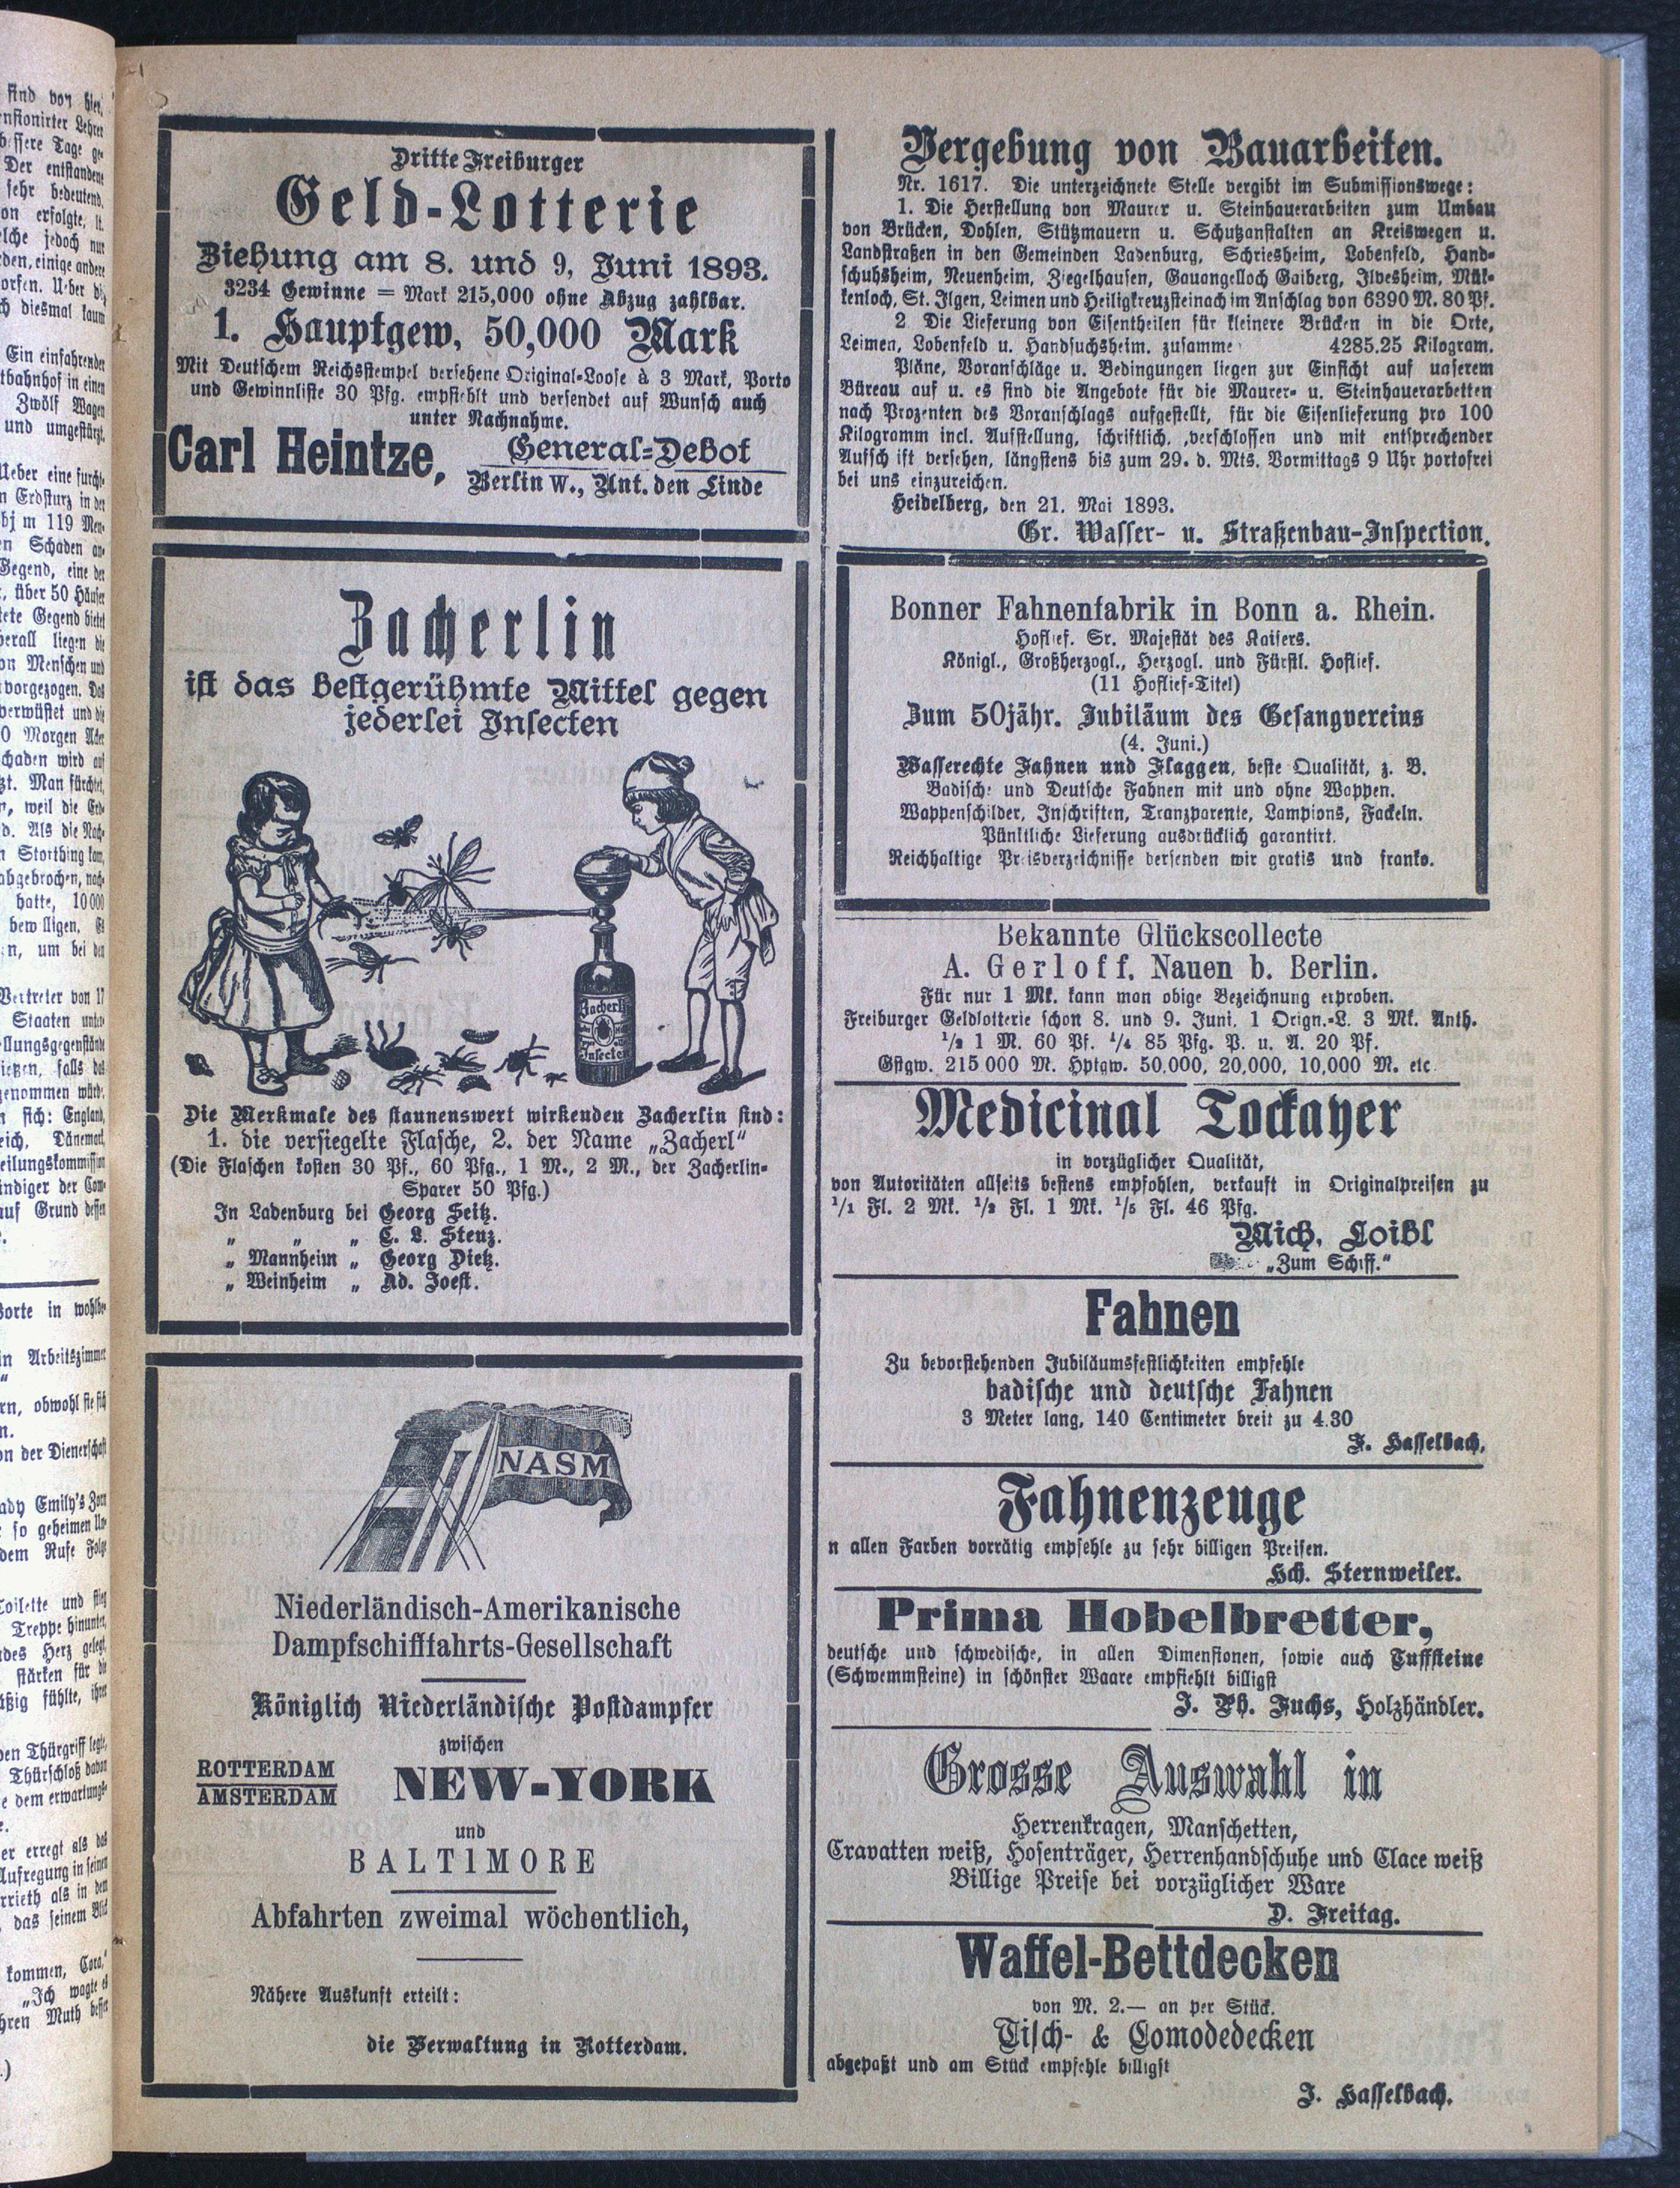 Dritte Freiburger
Geld-Lotterie
Ziehung am 8. und 9, Juni 1893.
3234 Gewinne = Mark 215,000 ohne Abzug zahlbar.
1. Hauptgew, 50,000 Mark
Mit Deutschem Reichsstempel versehene Original-Loose à 3 Mark, Porto
und Gewinnliste 30 Pfg. empfiehlt und versendet auf Wunsch auch
unter Nachnahme.
Carl Heintze, General-Debot
Berlin W., Unt. den Linde
Zacherlin
ist das bestgerühmte Mittel gegen
jederlei Insecten
Die Merkmale des staunenswert wirkenden Zacherlin sind:
1. die versiegelte Flasche, 2. der Name „Zacherl“
(Die Flaschen kosten 30 Pf., 60 Pfg., 1 M., 2 M., der Zacherlin-
Sparer 50 Pfg.)
In Ladenburg bei Georg Seitz.
„ „ „ C. L. Stenz.
„ Mannheim „ Georg Dietz.
„ Weinheim „ Ad. Joest.
NASM
Niederländisch-Amerikanische
Dampfschifffahrts-Gesellschaft
Königlich Niederländische Postdampfer
zwischen
ROTTERDAM
AMSTERDAM
NEW-YORK
und
BALTIMORE
Abfahrten zweimal wöchentlich,
Nähere Auskunft erteilt:
die Verwaltung in Rotterdam.
Vergebung von Bauarbeiten.
Nr. 1617. Die unterzeichnete Stelle vergibt im Submissionswege:
1. Die Herstellung von Maurer u. Steinhauerarbeiten zum Umbau
von Brücken, Dohlen, Stützmauern u. Schutzanstalten an Kreiswegen u.
Landstraßen in den Gemeinden Ladenburg, Schriesheim, Lobenfeld, Hand-
schuhsheim, Neuenheim, Ziegelhausen, Gauangelloch Gaiberg, Ilvesheim, Mük-
kenloch, St. Ilgen, Leimen und Heiligkreuzsteinach im Anschlag von 6390 M. 80 Pf.
2 Die Lieferung von Eisentheilen für kleinere Brücken in die Orte,
Leimen, Lobenfeld u. Handsuchsheim. zusamme 4285.25 Kilogram.
Pläne, Voranschläge u. Bedingungen liegen zur Einsicht auf unserem
Büreau auf u. es sind die Angebote für die Maurer- u. Steinhauerarbeiten
nach Prozenten des Voranschlags aufgestellt, für die Eisenlieferung pro 100
Kilogramm incl. Aufstellung, schriftlich, verschlossen und mit entsprechender
Aufschrift versehen, längstens bis zum 29. d. Mts. Vormittags 9 Uhr portofrei
bei uns einzureichen.
Heidelberg, den 21. Mai 1893.
Gr. Wasser- u. Straßenbau-Inspection.
Bonner Fahnenfabrik in Bonn a. Rhein.
Hoflief. Sr. Majestät des Kaisers.
Königl., Großherzogl., Herzogl. und Fürstl. Hoflief.
(11 Hoflief-Titel)
Zum 50jähr. Jubiläum des Gesangvereins
(4. Juni.)
Wasserechte Fahnen und Flaggen, beste Qualität, z. B.
Badische und Deutsche Fahnen mit und ohne Wappen.
Wappenschilder, Inschriften, Tranzparente, Lampions, Fackeln.
Pünktliche Lieferung ausdrücklich garantirt.
Reichhaltige Preisverzeichnisse versenden wir gratis und franko.
Bekannte Glückscollecte
A. Gerloff. Nauen b. Berlin.
Für nur 1 Mk. kann man obige Bezeichnung erproben.
Freiburger Geldlotterie schon 8. und 9. Juni. 1 Orign.-L. 3 Mk. Anth.
1/2 1 M. 60 Pf. 1/4 85 Pfg. P. u. A. 20 Pf.
Gstgw. 215 000 M. Hptgw. 50,000, 20,000, 10,000 M. etc
Medicinal Tockayer
in vorzüglicher Qualität,
von Autoritäten allseits bestens empfohlen, verkauft in Originalpreisen zu
1/1 Fl. 2 Mk. 1/2 Fl. 1 Mk. 1/5 Fl. 46 Pfg.
Mich. Loibl
„Zum Schiff.“
Fahnen
Zu bevorstehenden Jubiläumsfestlichkeiten empfehle
badische und deutsche Fahnen
3 Meter lang, 140 Centimeter breit zu 4.30
J. Hasselbach,
Fahnenzeuge
n allen Farben vorrätig empfehle zu sehr billigen Preisen.
Hch. Sternweiler.
Prima Hobelbretter,
deutsche und schwedische, in allen Dimensionen, sowie auch Tuffsteine
(Schwemmsteine) in schönster Waare empfiehlt billigst
J. Ph. Fuchs, Holzhändler.
Grosse Auswahl in
Herrenkragen, Manschetten,
Cravatten weiß, Hosenträger, Herrenhandschuhe und Clace weiß
Billige Preise bei vorzüglicher Ware
D. Freitag.
Waffel-Bettdecken
von M. 2.— an per Stück.
Tisch- & Comodedecken
abgepaßt und am Stück empfehle billigst
J. Hasselbach.